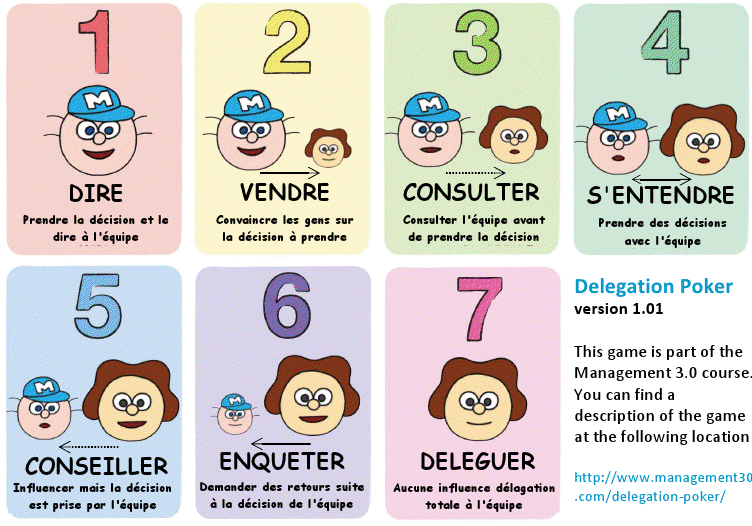 1
M
DIRE
Prendre la décision et le
dire à l'équipe
2
M
VENDRE
Convaincre les gens sur
la décision à prendre
3
M
CONSULTER
Consulter l'équipe avant
de prendre la décision
4
M
S'ENTENDRE
Prendre des décisions
avec l'équipe
5
M
CONSEILLER
Influencer mais la décision
est prise par l'équipe
6
M
ENQUETER
Demander des retours suite
à la décision de l'équipe
7
DELEGUER
Aucune influence délagation
totale à l'équipe
Delegation Poker
version 1.01
This game is part of the
Management 3.0 course.
You can find a
description of the game
at the following location
http://www.management30
.com/delegation-poker/